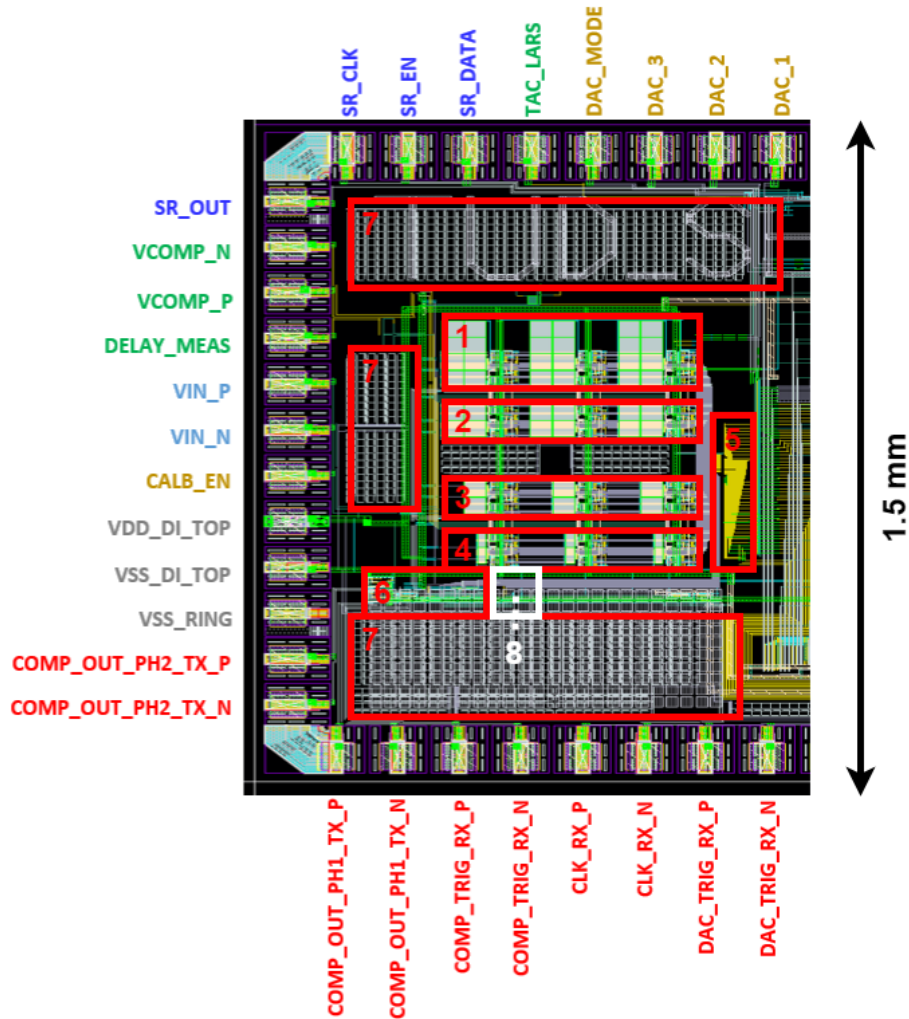 SR_CLK
SR_EN
SR_DATA
TAC_LARS
DAC_MODE
DAC_3
DAC_2
DAC_1
SR_OUT
VCOMP_N
VCOMP_P
DELAY_MEAS
VIN_P
VIN_N
CALB_EN
VDD_DI_TOP
VSS_DI_TOP
VSS_RING
COMP_OUT_PH2_TX_P
COMP_OUT_PH2_TX_N
7
1
7
2
5
3
4
6
7
8
1.5 mm
COMP_OUT_PH1_TX_P
COMP_OUT_PH1_TX_N
COMP_TRIG_RX_P
COMP_TRIG_RX_N
CLK_RX_P
CLK_RX_N
DAC_TRIG_RX_P
DAC_TRIG_RX_N